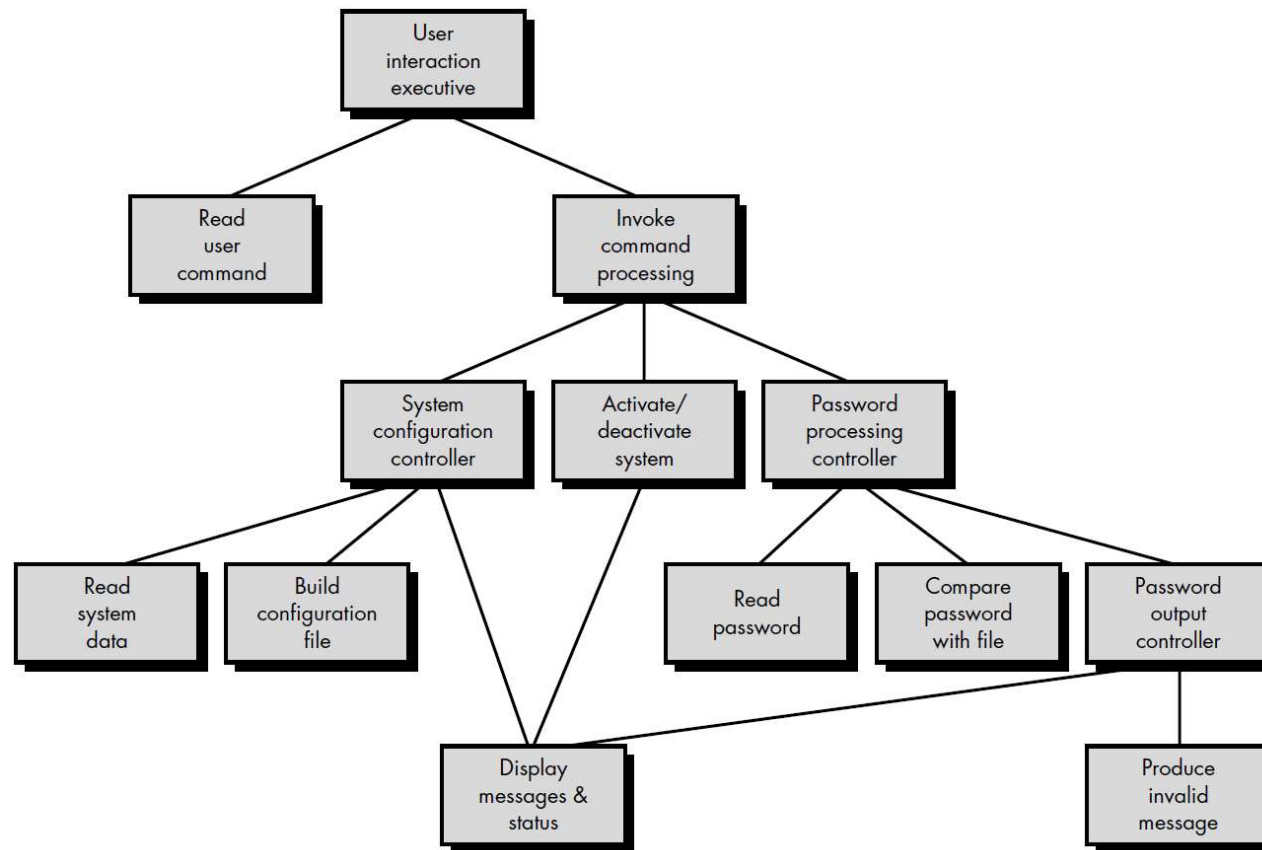 User
interaction
executive
Read
user
command
Invoke
command
processing
System
configuration
controller
Activate/
deactivate
system
Password
processing
controller
Read
system
data
Build
configuration
file
Read
password
Compare
password
with file
Password
output
controller
Display
messages &
status
Produce
invalid
message